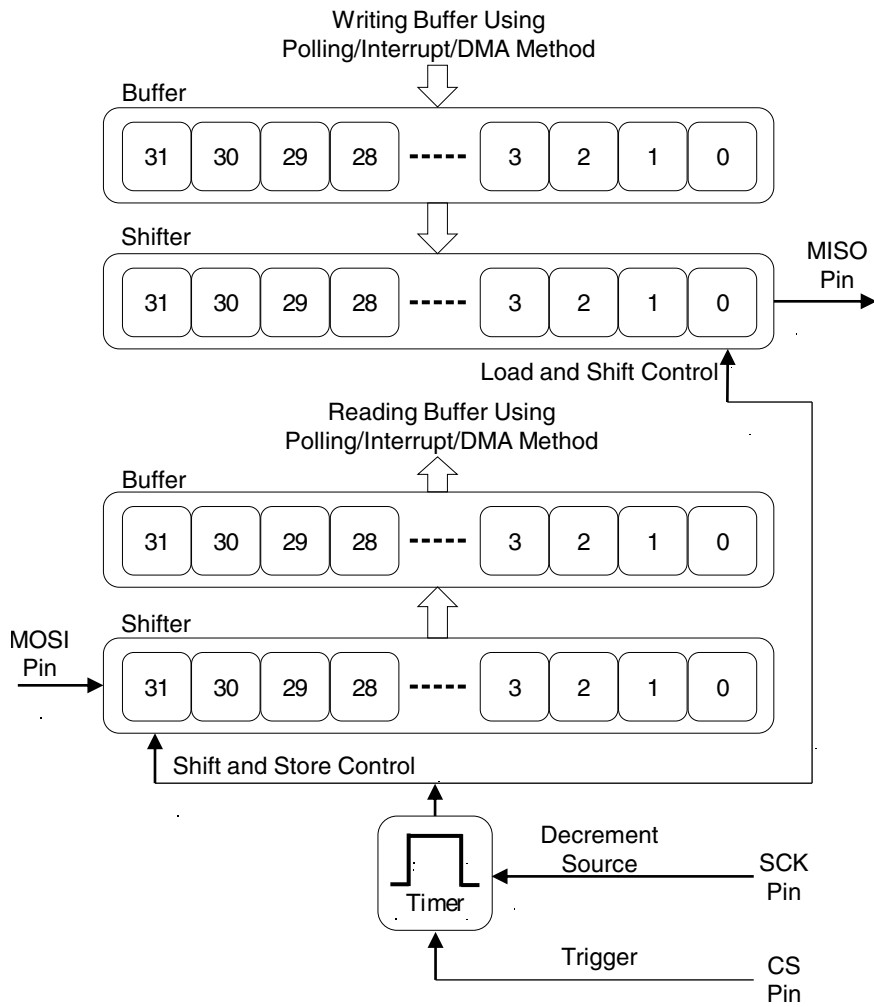 Writing Buffer Using
Polling/Interrupt/DMA Method
Buffer
31 30 29 28 ----- 3 2 1 0
Shifter
31 30 29 28 ----- 3 2 1 0
MISO
Pin
Load and Shift Control
Reading Buffer Using
Polling/Interrupt/DMA Method
Buffer
31 30 29 28 ----- 3 2 1 0
Shifter
MOSI
Pin
31 30 29 28 ----- 3 2 1 0
Shift and Store Control
Timer
Decrement
Source
SCK
Pin
Trigger
CS
Pin